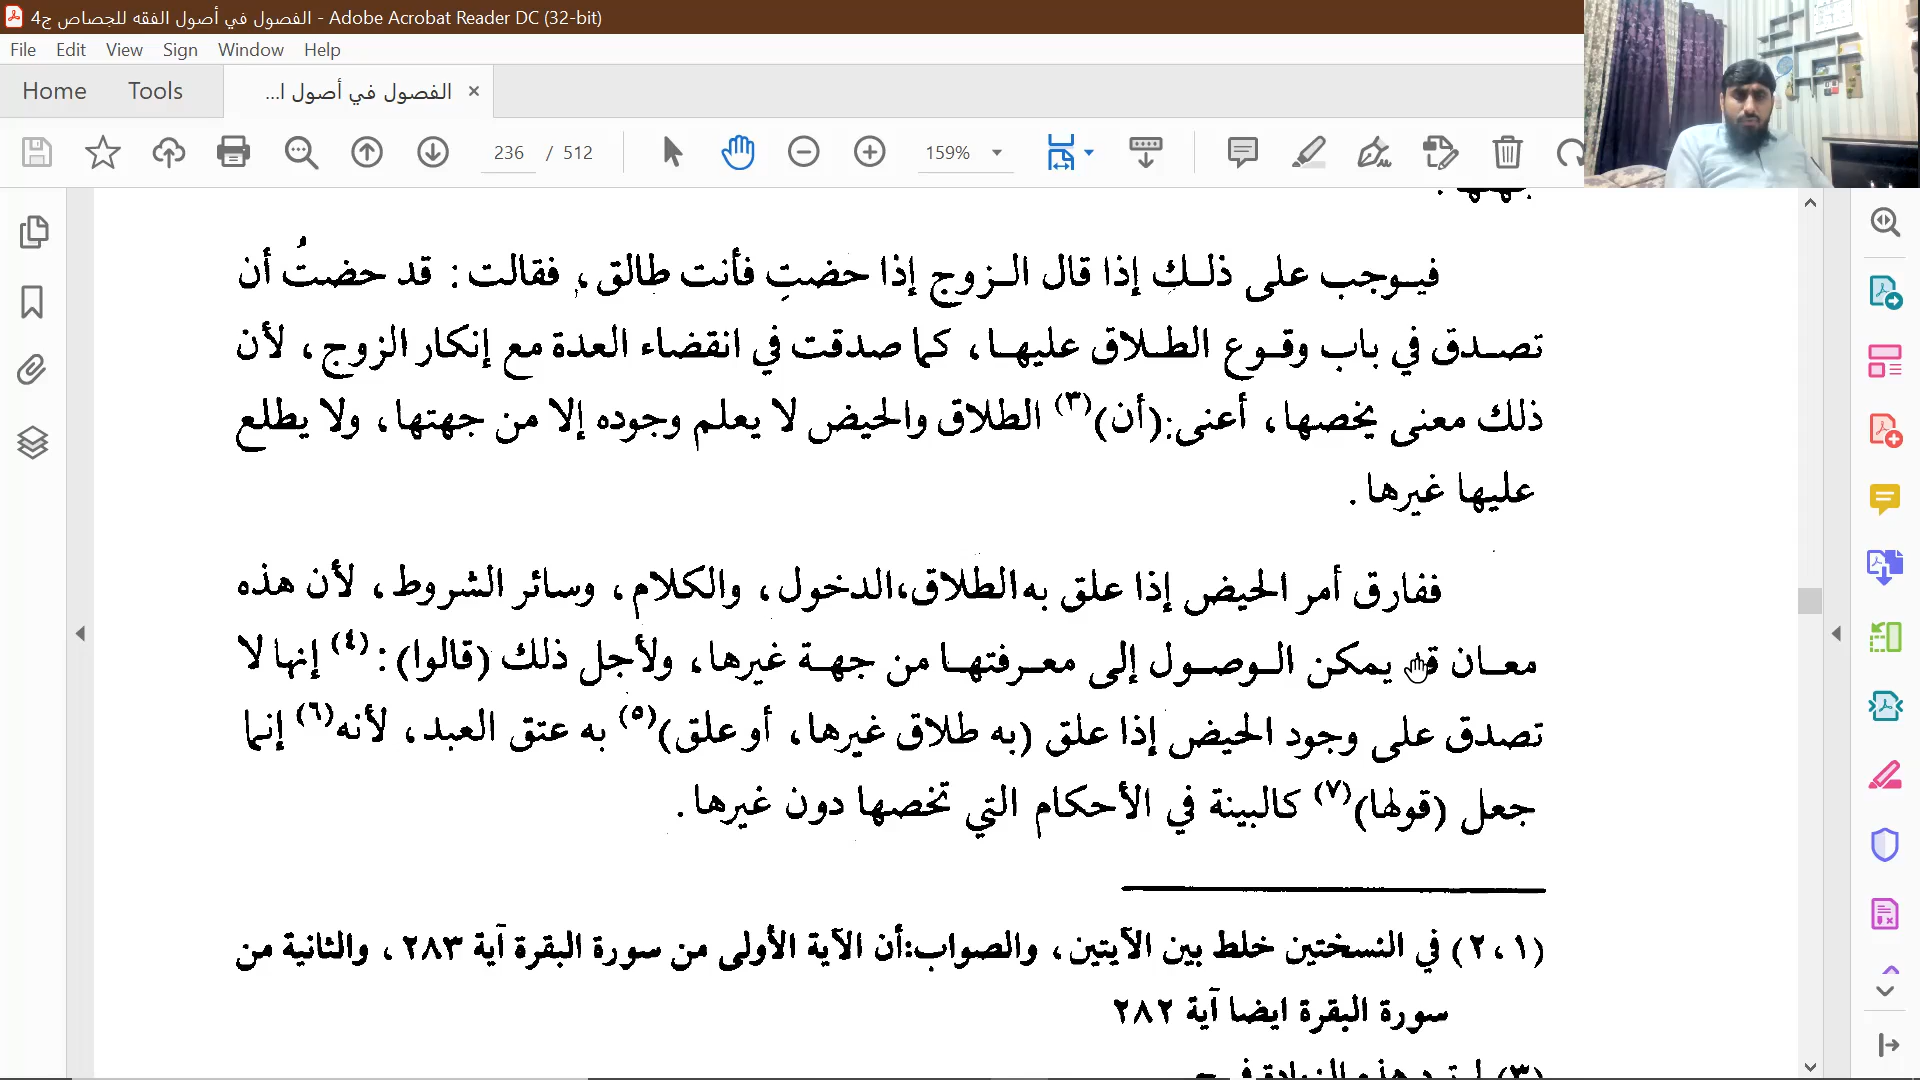 الفصول في أصول الفقه للجصاص ج4 - Adobe Acrobat Reader DC (32-bit)
File Edit View Sign Window Help
Home Tools الفصول في أصول ا...
236 / 512 159%
فيوجب على ذلك إذا قال الزوج إذا حضتِ فأنت طالق، فقالت: قد حضتُ أن
تصدق في باب وقوع الطلاق عليها، كما صدقت في انقضاء العدة مع إنكار الزوج، لأن
ذلك معنى يخصها، أعنى:(أن)(٣) الطلاق والحيض لا يعلم وجوده إلا من جهتها، ولا يطلع
عليها غيرها.
ففارق أمر الحيض إذا علق به الطلاق،الدخول، والكلام، وسائر الشروط، لأن هذه
معان قد يمكن الوصول إلى معرفتها من جهة غيرها، ولأجل ذلك (قالوا):(٤) إنها لا
تصدق على وجود الحيض إذا علق (به طلاق غيرها، أو علق)(٥) به عتق العبد، لأنه(٦) إنما
جعل (قولها)(٧) كالبينة في الأحكام التي تخصها دون غيرها.
(٢،١) في النسختين خلط بين الآيتين، والصواب:أن الآية الأولى من سورة البقرة آية ٢٨٣، والثانية من
سورة البقرة ايضا آية ٢٨٢